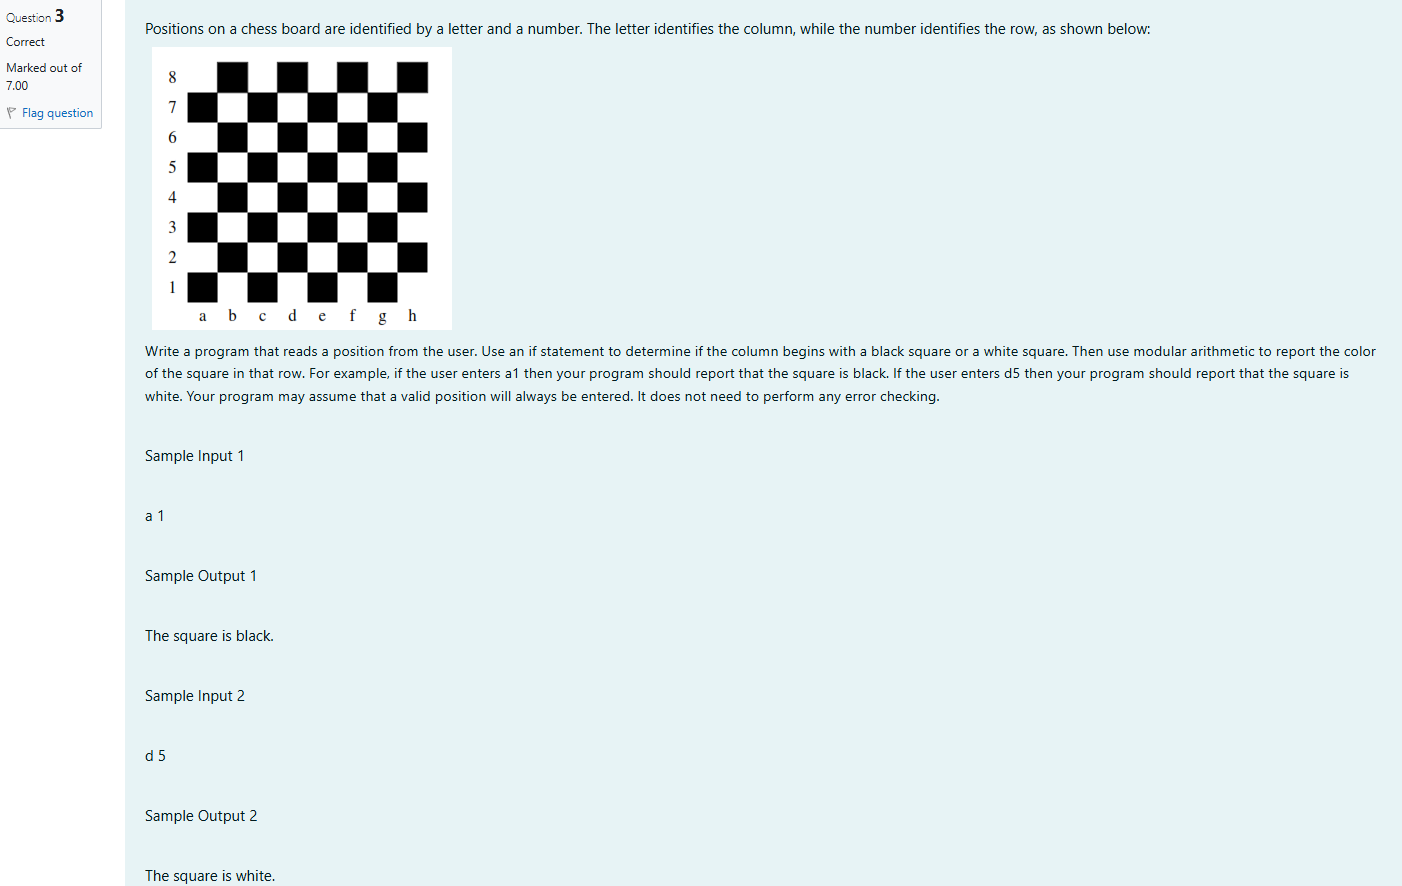 Question 3
Correct
Marked out of
7.00
Flag question
Positions on a chess board are identified by a letter and a number. The letter identifies the column, while the number identifies the row, as shown below:
8
7
6
5
4
3
2
1
a b c d e f g h
Write a program that reads a position from the user. Use an if statement to determine if the column begins with a black square or a white square. Then use modular arithmetic to report the color
of the square in that row. For example, if the user enters a1 then your program should report that the square is black. If the user enters d5 then your program should report that the square is
white. Your program may assume that a valid position will always be entered. It does not need to perform any error checking.
Sample Input 1
a 1
Sample Output 1
The square is black.
Sample Input 2
d 5
Sample Output 2
The square is white.